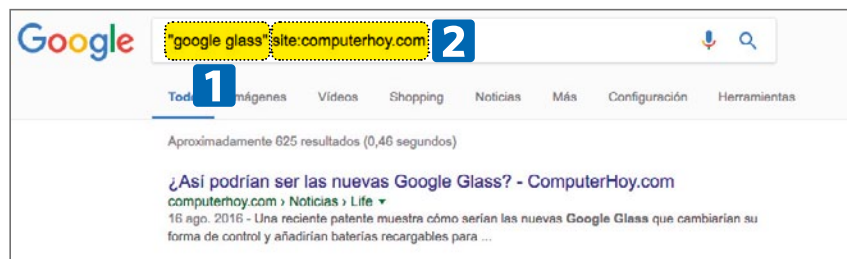 Google "google glass" site:computerhoy.com 2
1
Todo Imágenes Vídeos Shopping Noticias Más Configuración Herramientas
Aproximadamente 625 resultados (0,46 segundos)
¿Así podrían ser las nuevas Google Glass? - ComputerHoy.com
computerhoy.com › Noticias › Life
16 ago. 2016 - Una reciente patente muestra cómo serían las nuevas Google Glass que cambiarían su
forma de control y añadirían baterías recargables para ...